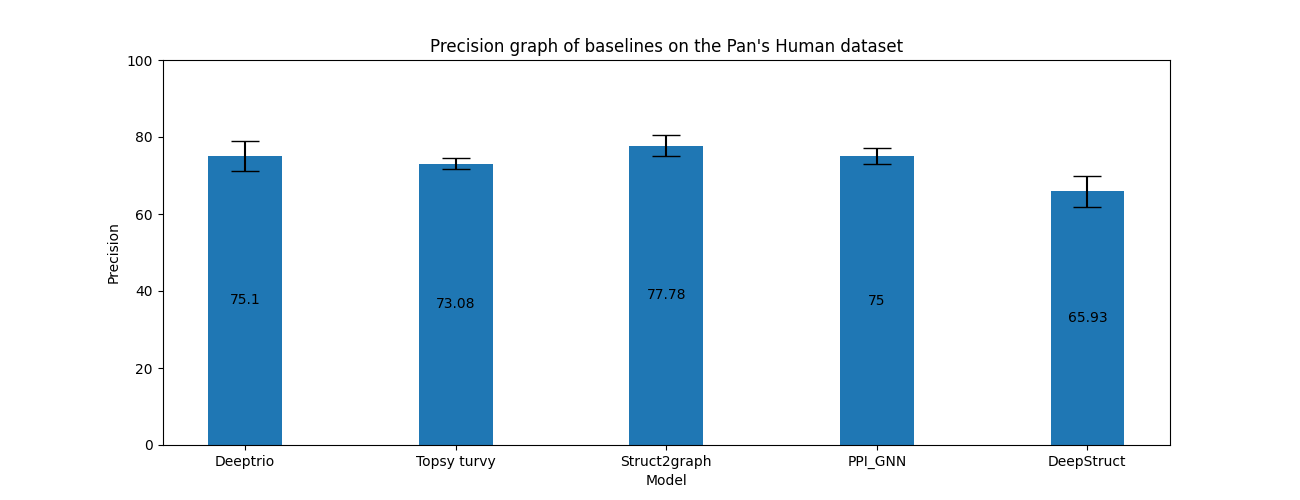 Precision graph of baselines on the Pan's Human dataset
100
80
60
40
20
0
Precision
75.1
73.08
77.78
75
65.93
Deeptrio
Topsy turvy
Struct2graph
PPI_GNN
DeepStruct
Model